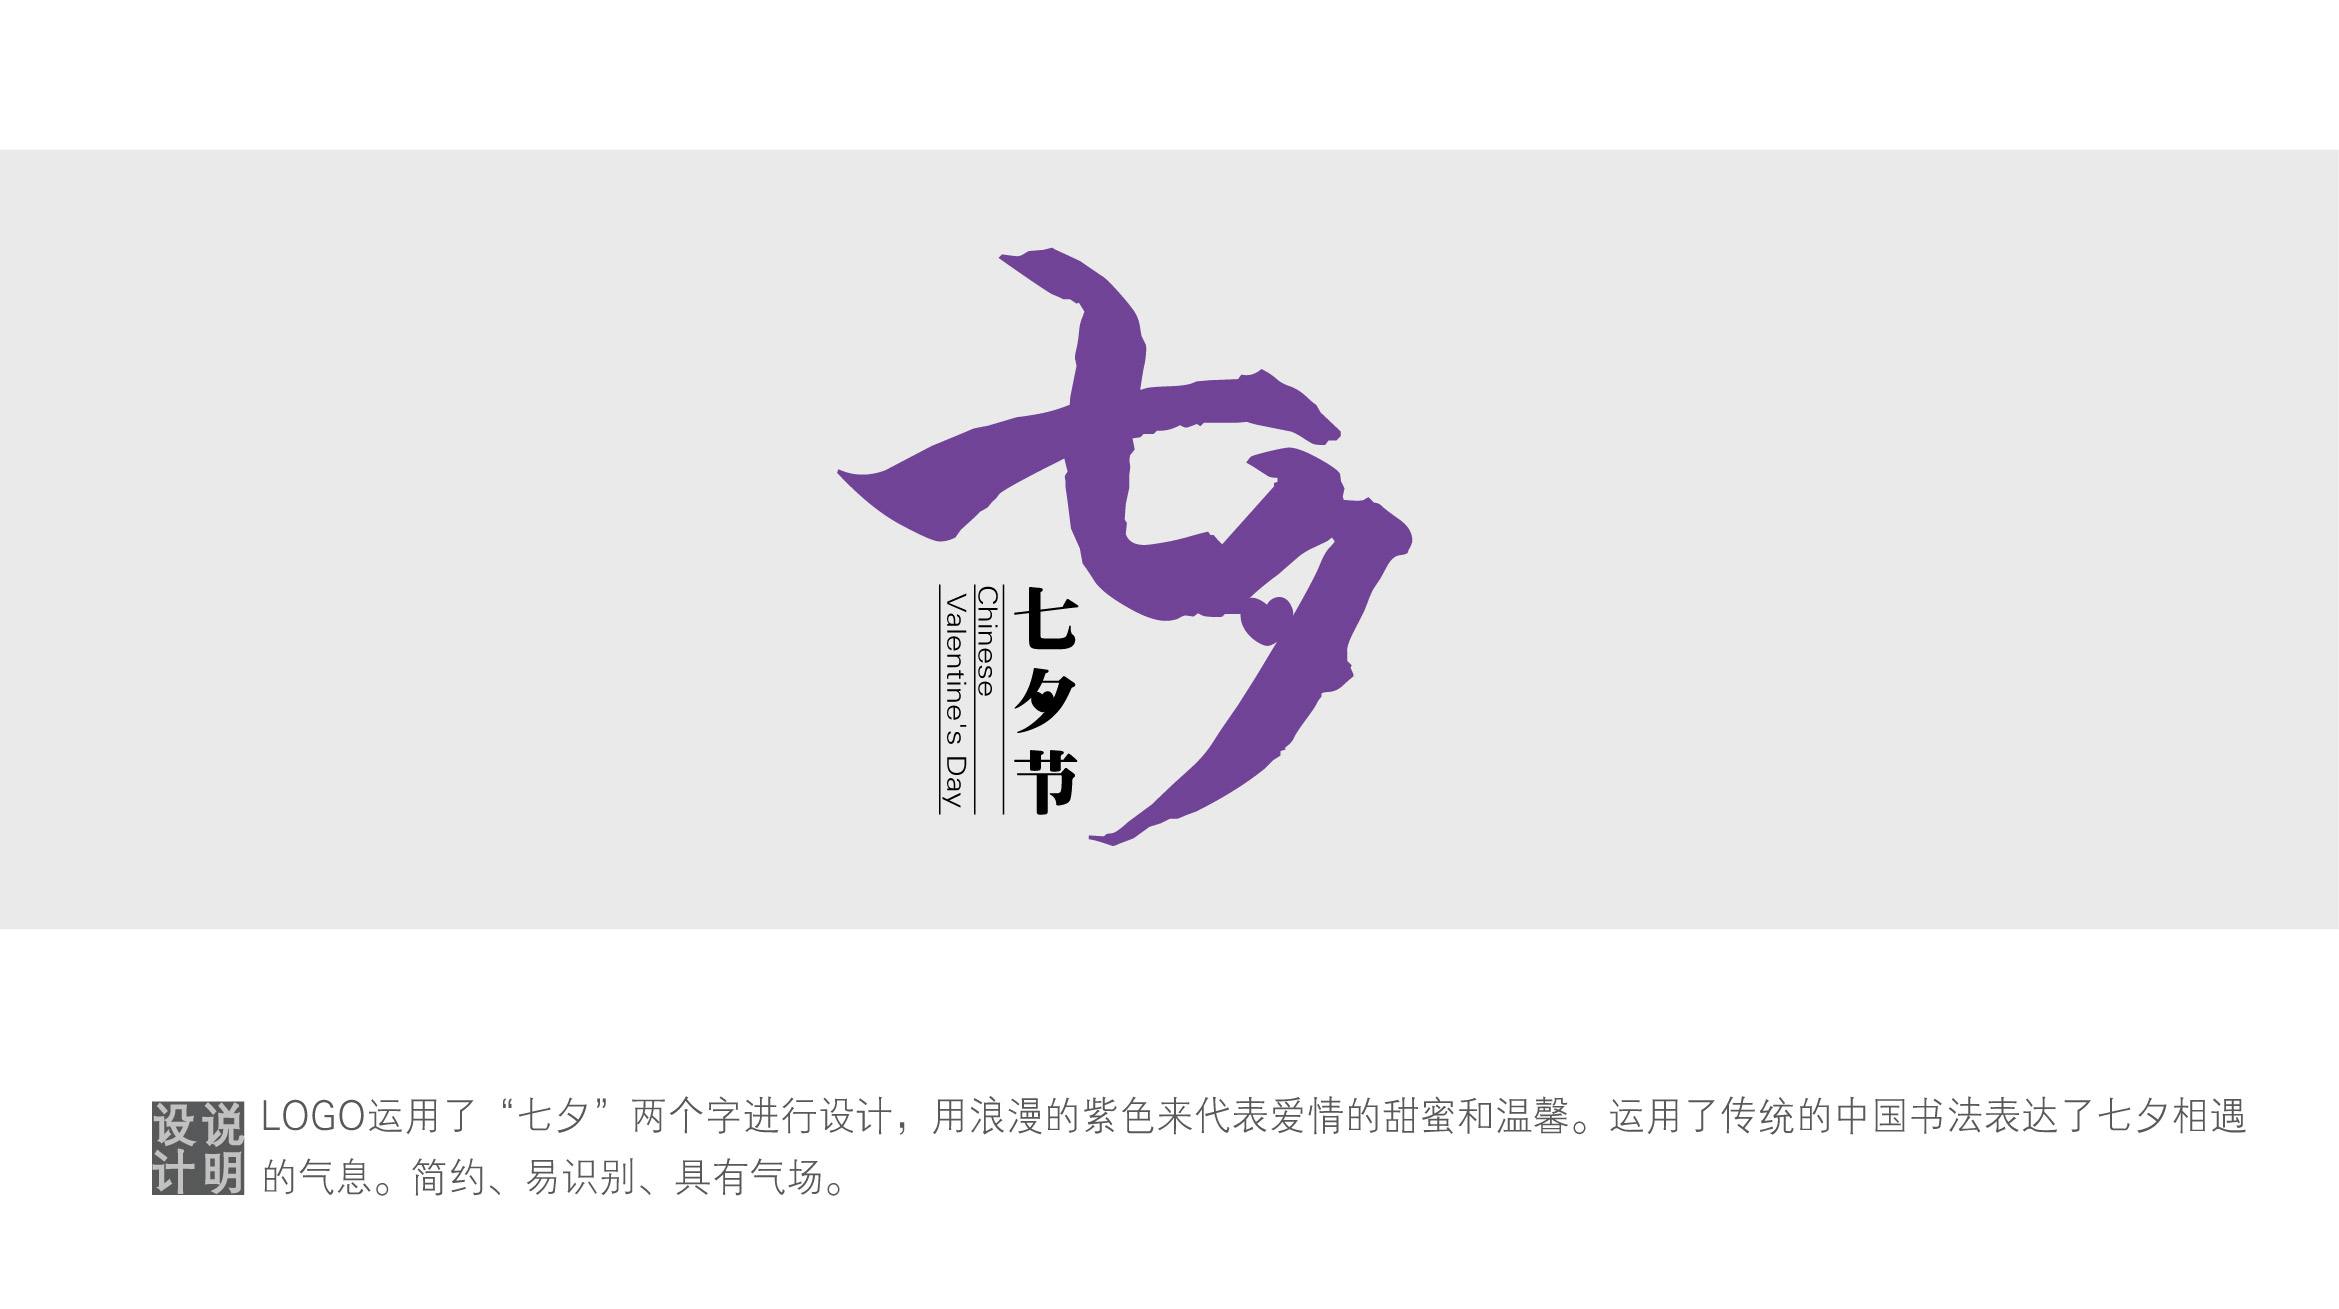 七夕
七夕节
Chinese
Valentine's Day
设计说明
LOGO运用了“七夕”两个字进行设计，用浪漫的紫色来代表爱情的甜蜜和温馨。运用了传统的中国书法表达了七夕相遇
的气息。简约、易识别、具有气场。